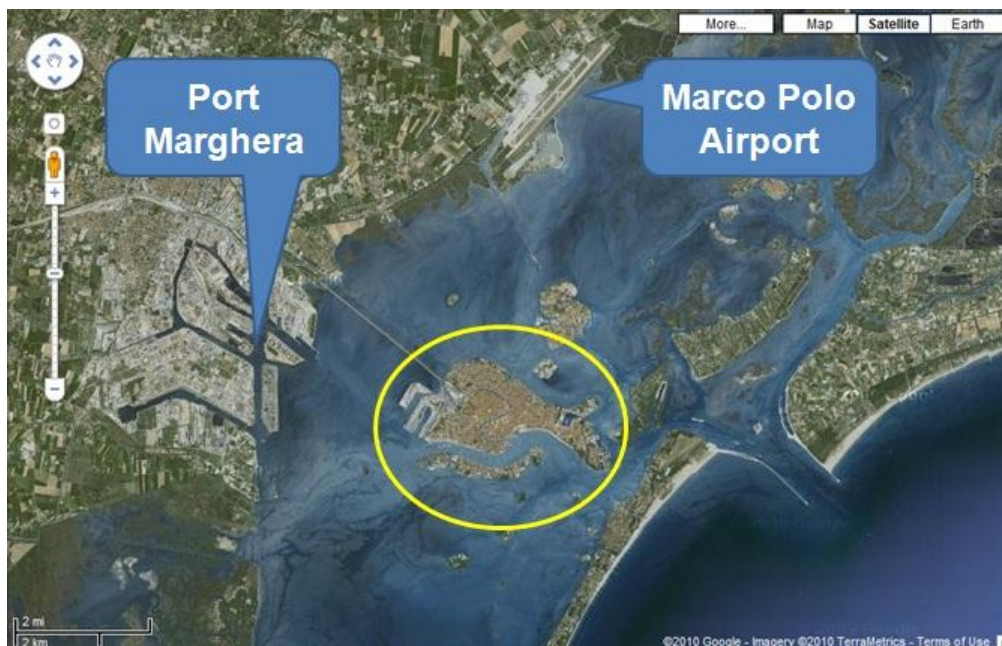 More...
Map
Satellite
Earth
Port
Marghera
Marco Polo
Airport
2 mi
2 km
©2010 Google - Imagery ©2010 TerraMetrics - Terms of Use